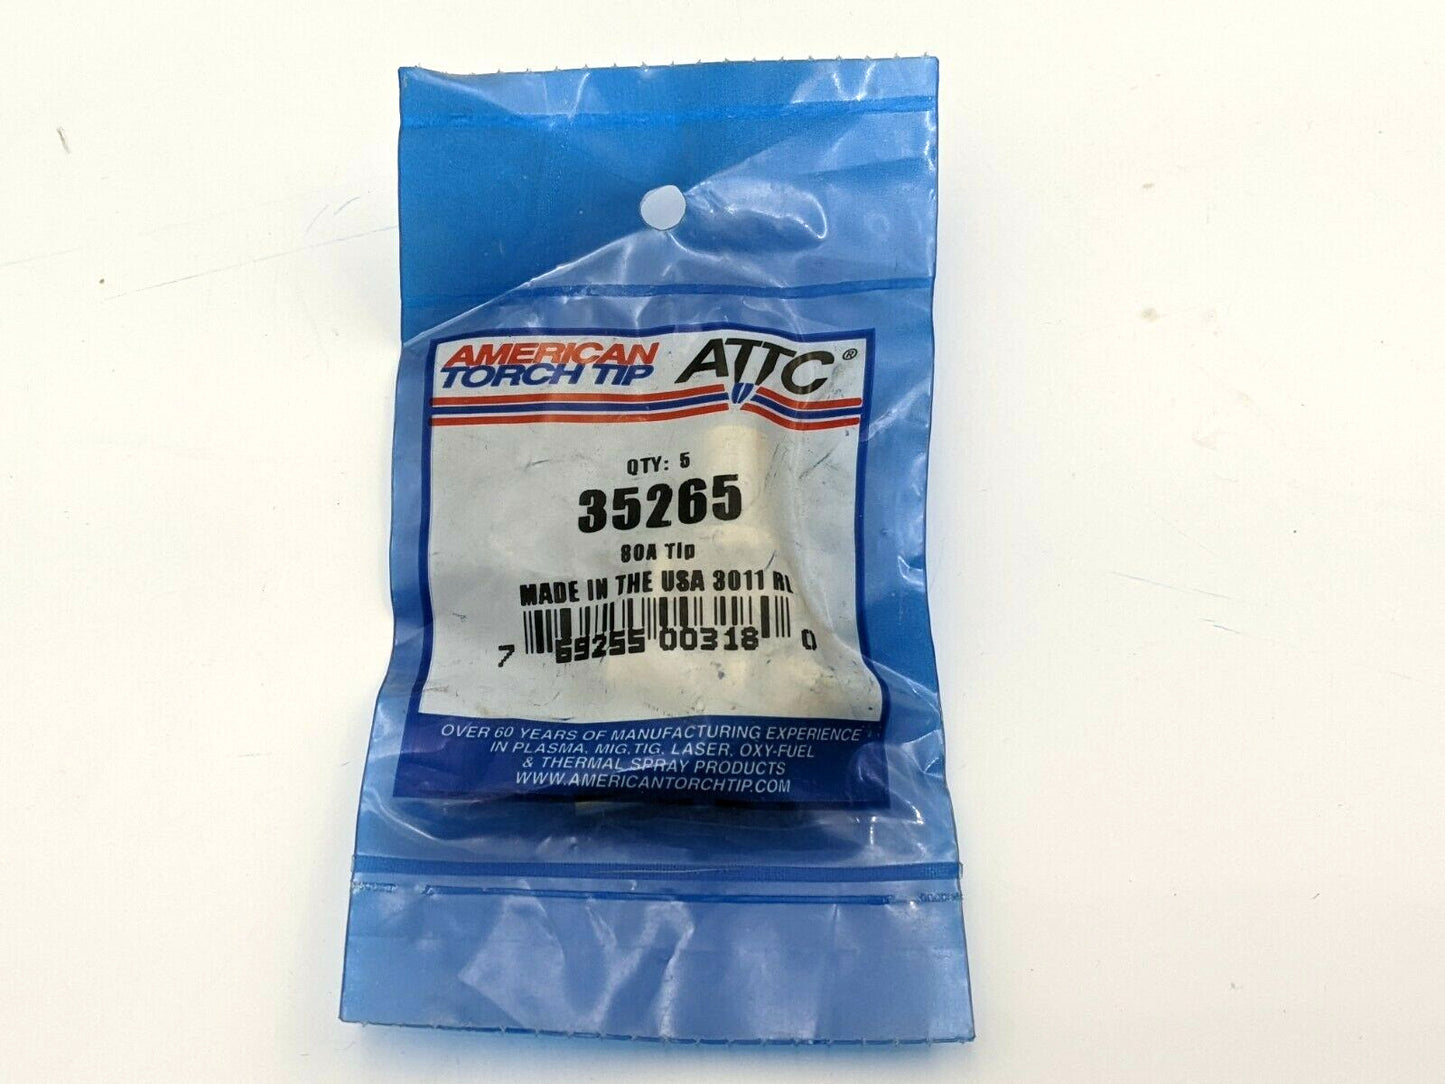 AMERICAN
TORCH TIP
ATTC®
QTY: 5
35265
80A Tip
MADE IN THE USA 3011 RL
7 69255 00318 0
OVER 60 YEARS OF MANUFACTURING EXPERIENCE
IN PLASMA, MIG, TIG, LASER, OXY-FUEL
& THERMAL SPRAY PRODUCTS
WWW.AMERICANTORCHTIP.COM